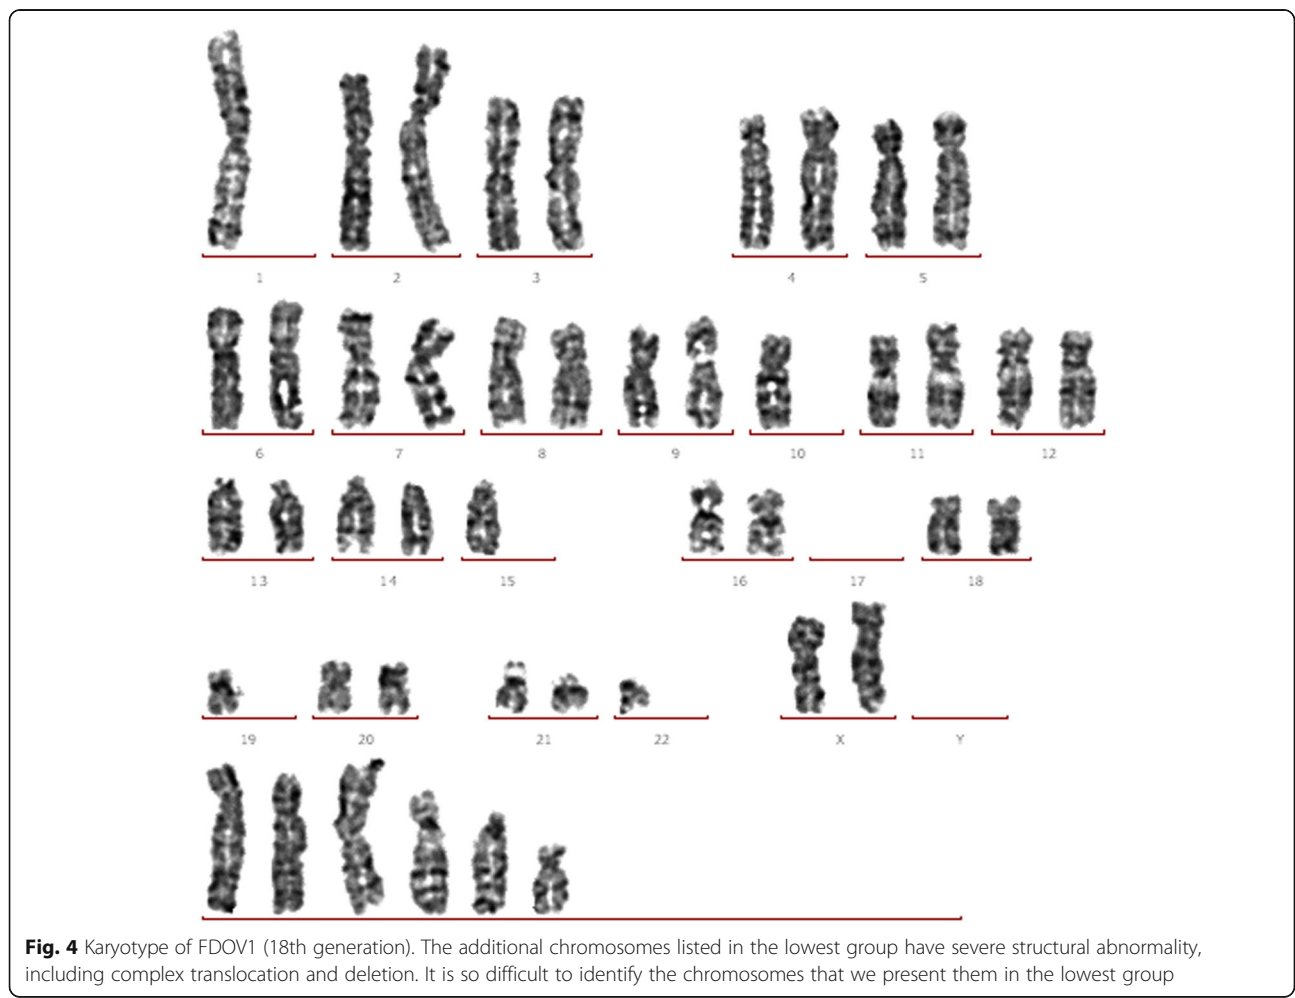 1 2 3 4 5
6 7 8 9 10 11 12
13 14 15 16 17 18
19 20 21 22 X Y
Fig. 4 Karyotype of FDOV1 (18th generation). The additional chromosomes listed in the lowest group have severe structural abnormality,
including complex translocation and deletion. It is so difficult to identify the chromosomes that we present them in the lowest group